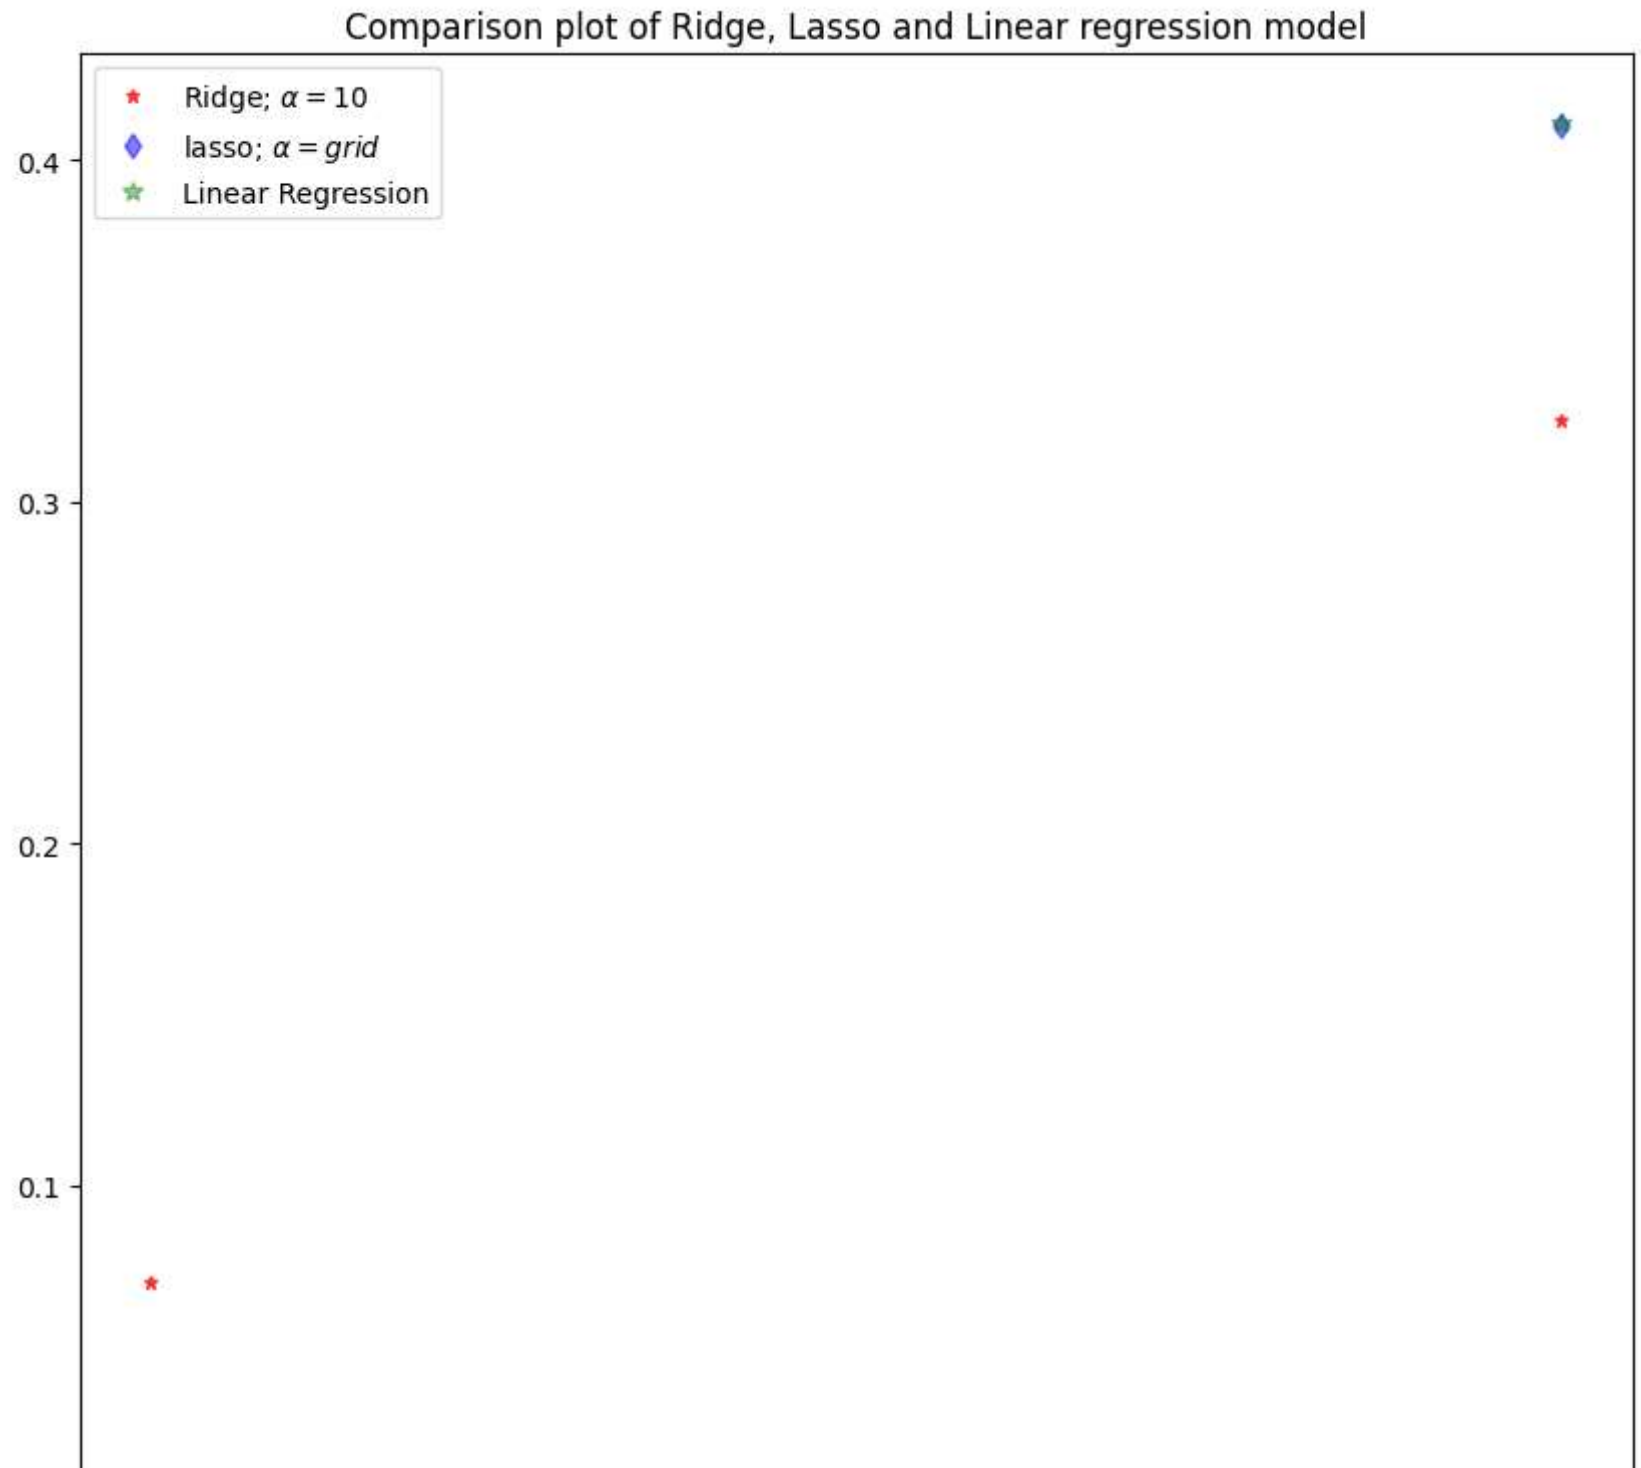 Comparison plot of Ridge, Lasso and Linear regression model
Ridge; α = 10
lasso; α = grid
Linear Regression
0.4
0.3
0.2
0.1